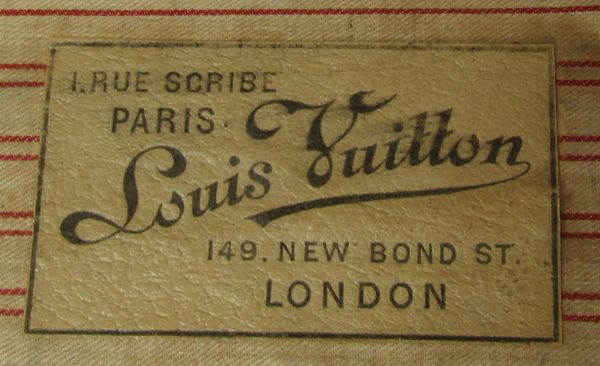 1. RUE SCRIBE
PARIS.
Louis Vuitton
149. NEW BOND ST.
LONDON